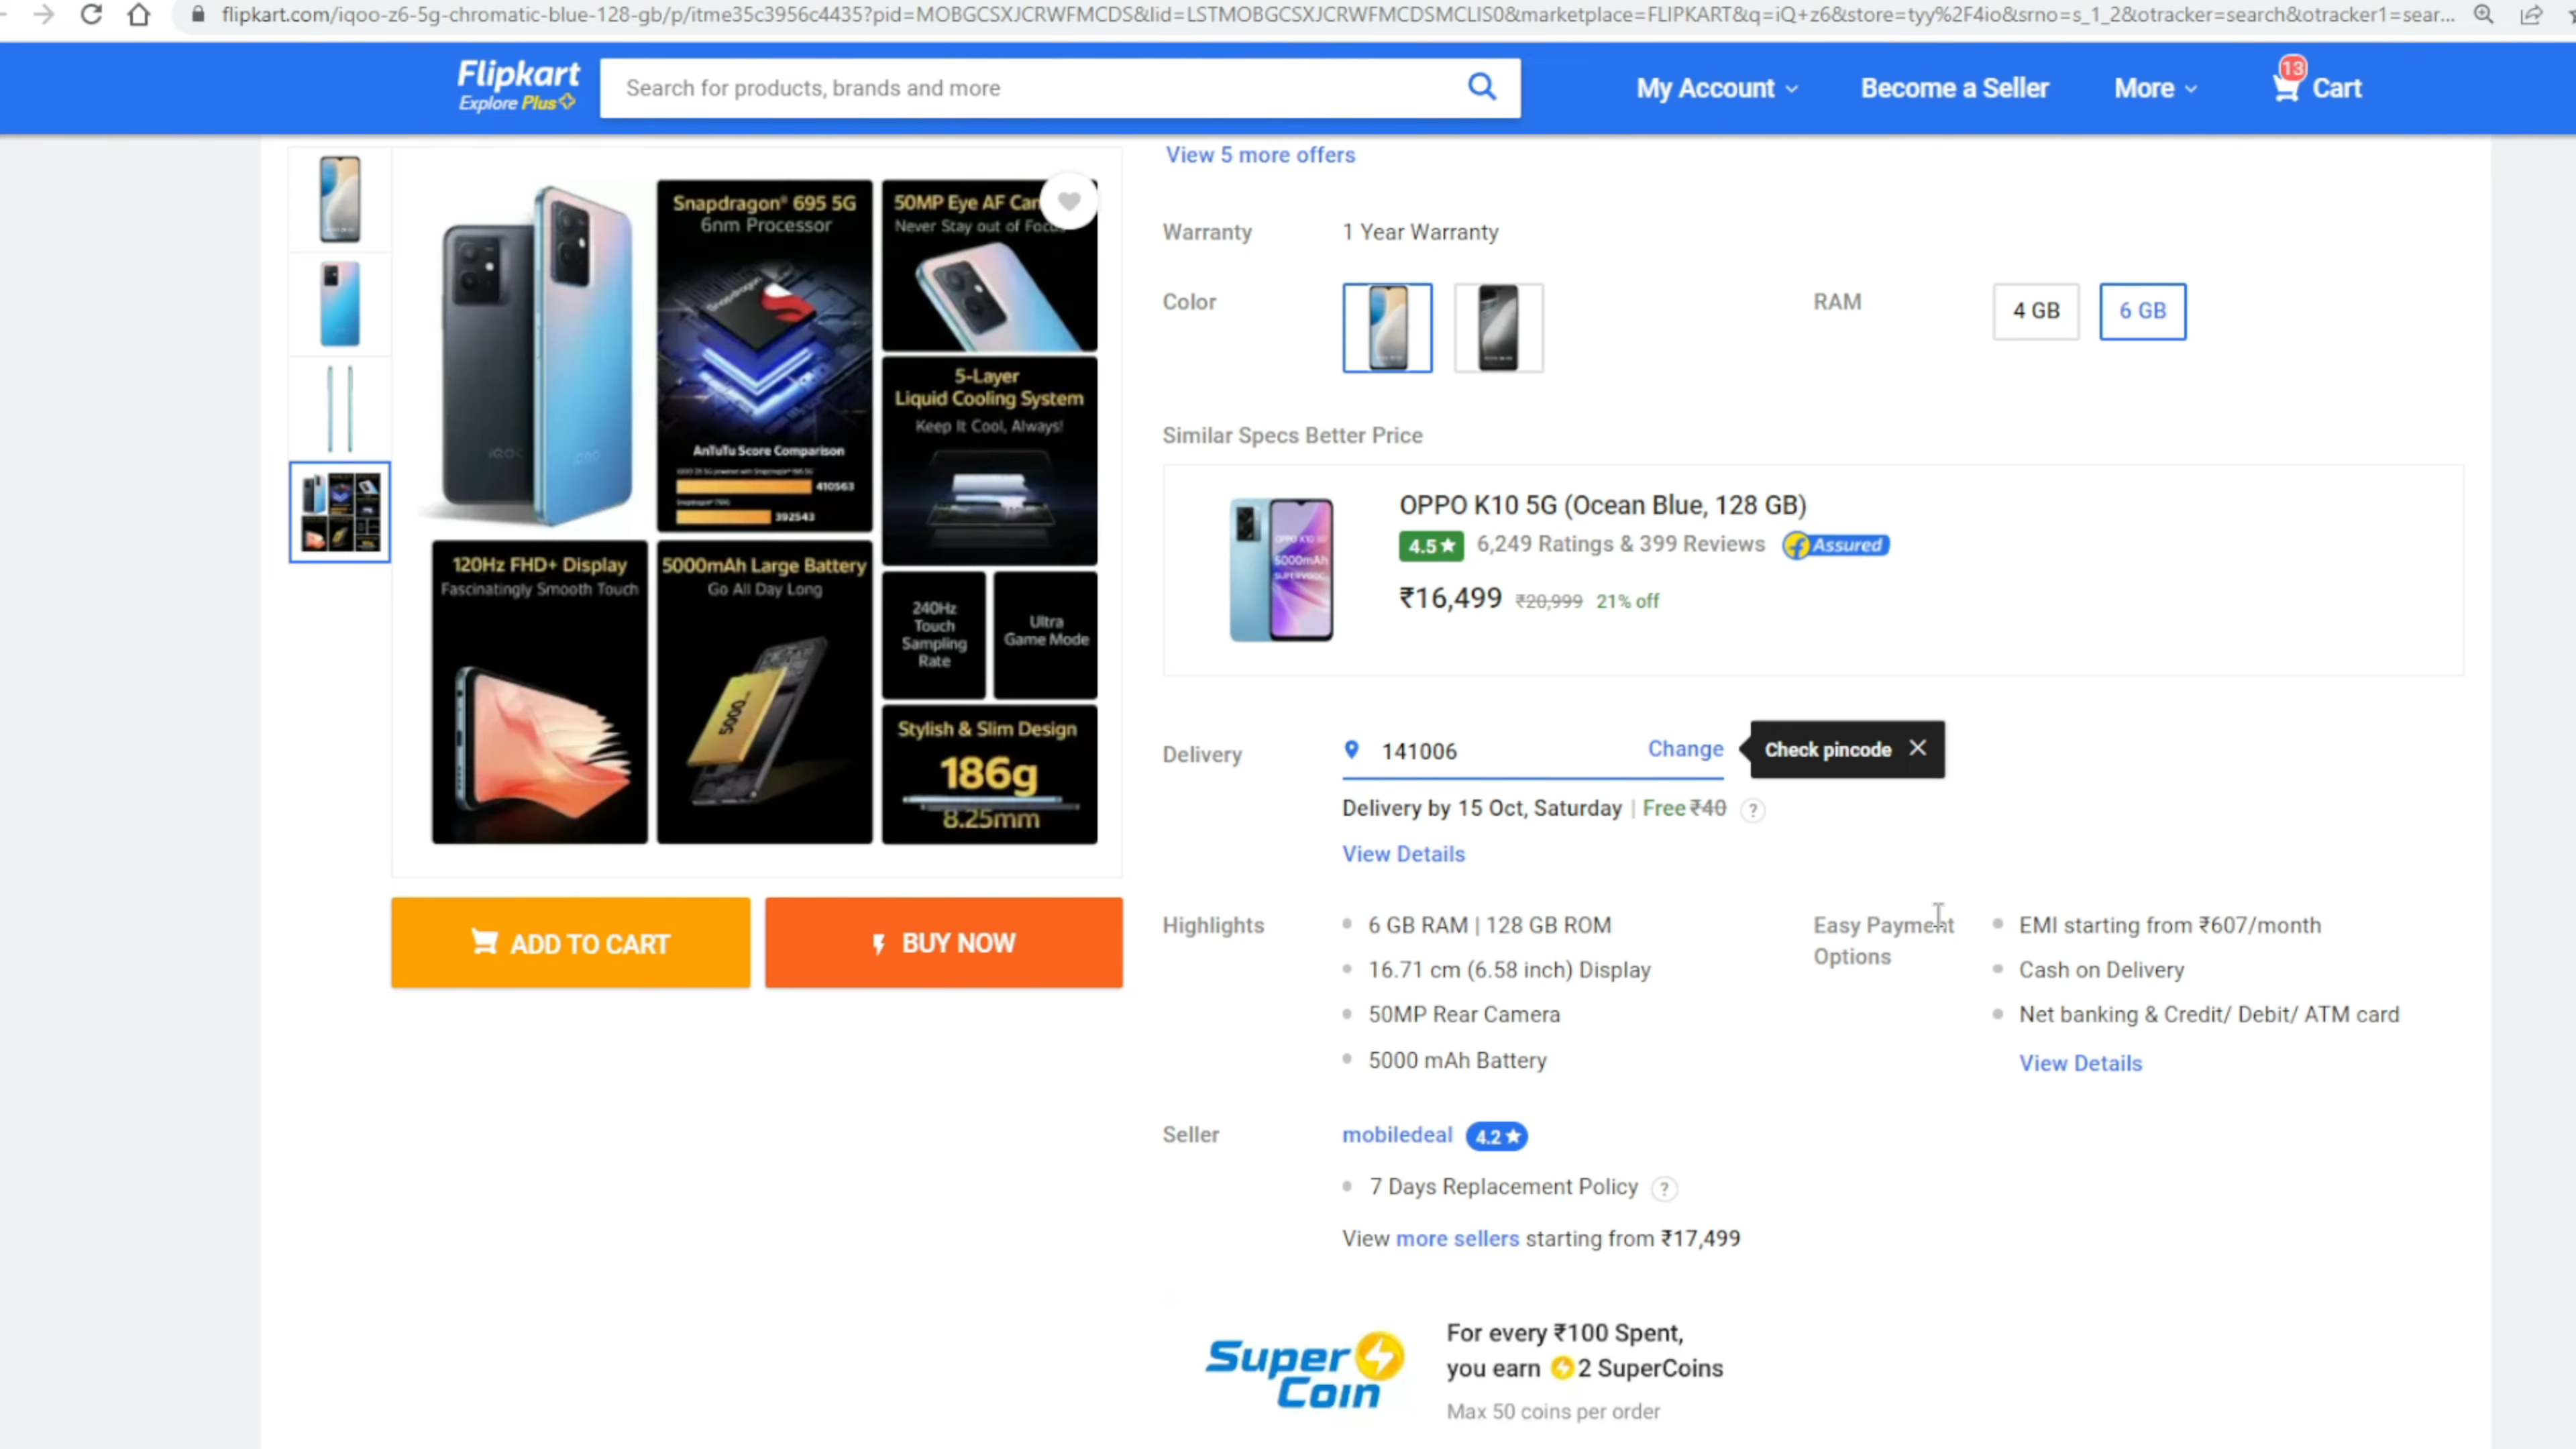 flipkart.com/iqoo-z6-5g-chromatic-blue-128-gb/p/itme35c3956c4435?pid=MOBGCSXJCRWFMCDS&lid=LSTMOBGCSXJCRWFMCDSMCLIS0&marketplace=FLIPKART&q=iQ+z6&store=tyy%2F4io&srno=s_1_2&otracker=search&otracker1=sear...
Flipkart
Explore Plus
Search for products, brands and more
My Account
Become a Seller
More
13
Cart
View 5 more offers
Snapdragon® 695 5G
6nm Processor
Snapdragon
AnTuTu Score Comparison
410563
392543
50MP Eye AF Cam
Never Stay out of Focus
5-Layer
Liquid Cooling System
Keep It Cool, Always!
iQOO
iQOO
120Hz FHD+ Display
Fascinatingly Smooth Touch
5000mAh Large Battery
Go All Day Long
5000
240Hz
Touch
Sampling
Rate
Ultra
Game Mode
Stylish & Slim Design
186g
8.25mm
ADD TO CART
BUY NOW
Warranty
1 Year Warranty
Color
RAM
4 GB
6 GB
Similar Specs Better Price
OPPO K10 5G
5000mAh
SUPERVOOC
OPPO K10 5G (Ocean Blue, 128 GB)
4.5★ 6,249 Ratings & 399 Reviews Assured
₹16,499 ₹20,999 21% off
Delivery
141006
Change
Check pincode ✕
Delivery by 15 Oct, Saturday | Free ₹40 ?
View Details
Highlights
6 GB RAM | 128 GB ROM
16.71 cm (6.58 inch) Display
50MP Rear Camera
5000 mAh Battery
Easy Payment
Options
EMI starting from ₹607/month
Cash on Delivery
Net banking & Credit/ Debit/ ATM card
View Details
Seller
mobiledeal 4.2★
7 Days Replacement Policy ?
View more sellers starting from ₹17,499
Super
Coin
For every ₹100 Spent,
you earn 2 SuperCoins
Max 50 coins per order